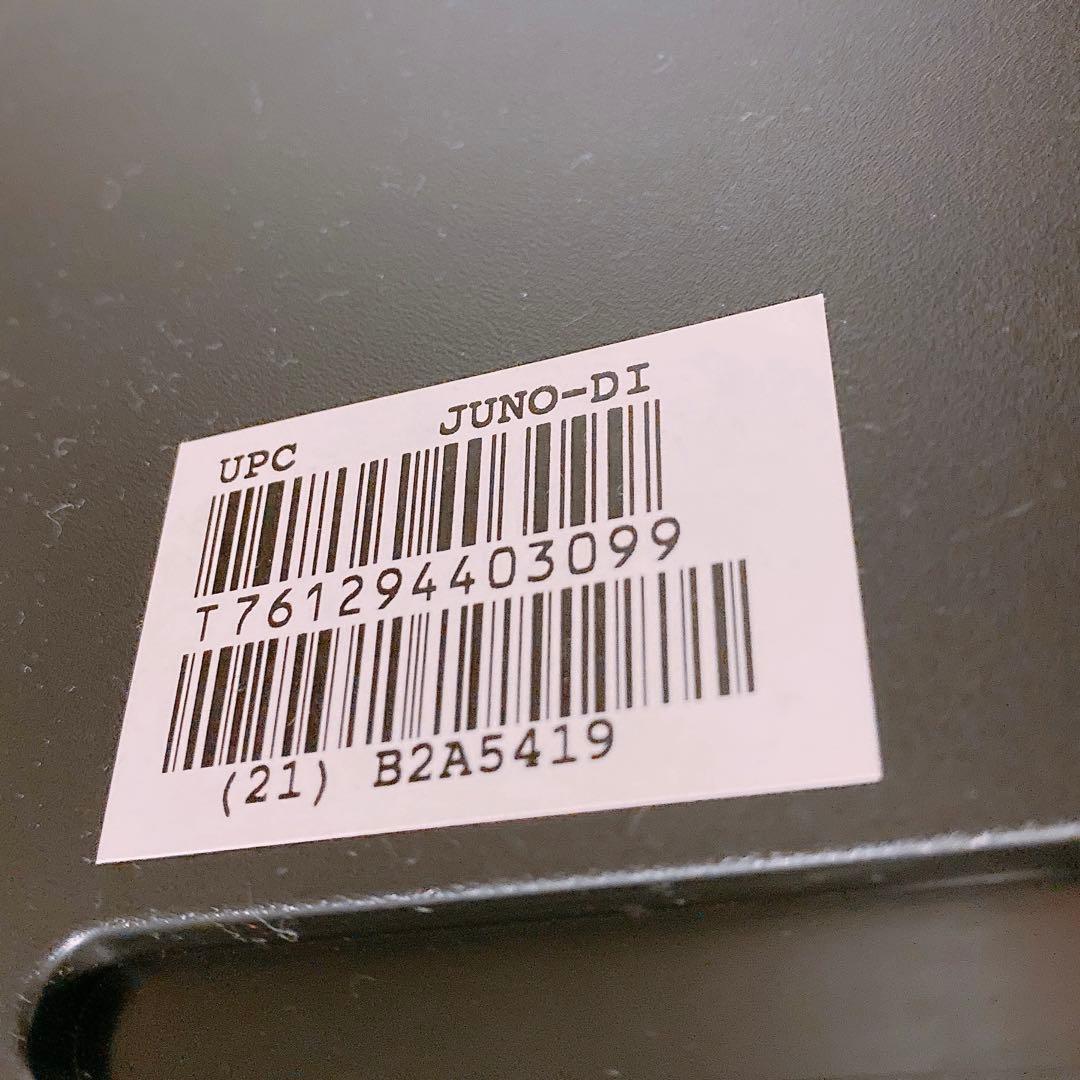 UPC JUNO-DI
T761294403099
(21) B2A5419